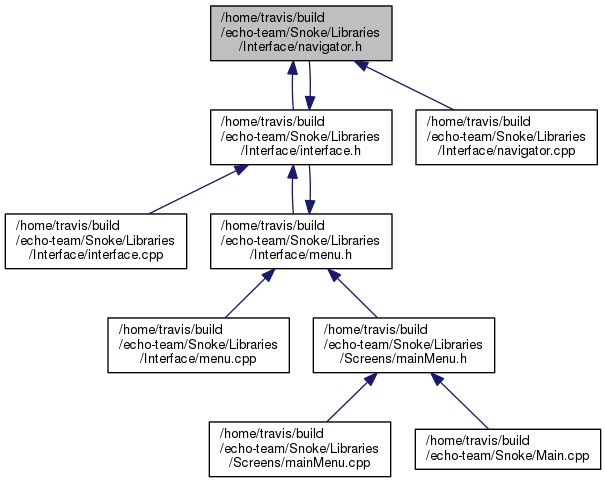 /home/travis/build
/echo-team/Snoke/Libraries
/Interface/navigator.h
/home/travis/build
/echo-team/Snoke/Libraries
/Interface/interface.h
/home/travis/build
/echo-team/Snoke/Libraries
/Interface/navigator.cpp
/home/travis/build
/echo-team/Snoke/Libraries
/Interface/interface.cpp
/home/travis/build
/echo-team/Snoke/Libraries
/Interface/menu.h
/home/travis/build
/echo-team/Snoke/Libraries
/Interface/menu.cpp
/home/travis/build
/echo-team/Snoke/Libraries
/Screens/mainMenu.h
/home/travis/build
/echo-team/Snoke/Libraries
/Screens/mainMenu.cpp
/home/travis/build
/echo-team/Snoke/Main.cpp